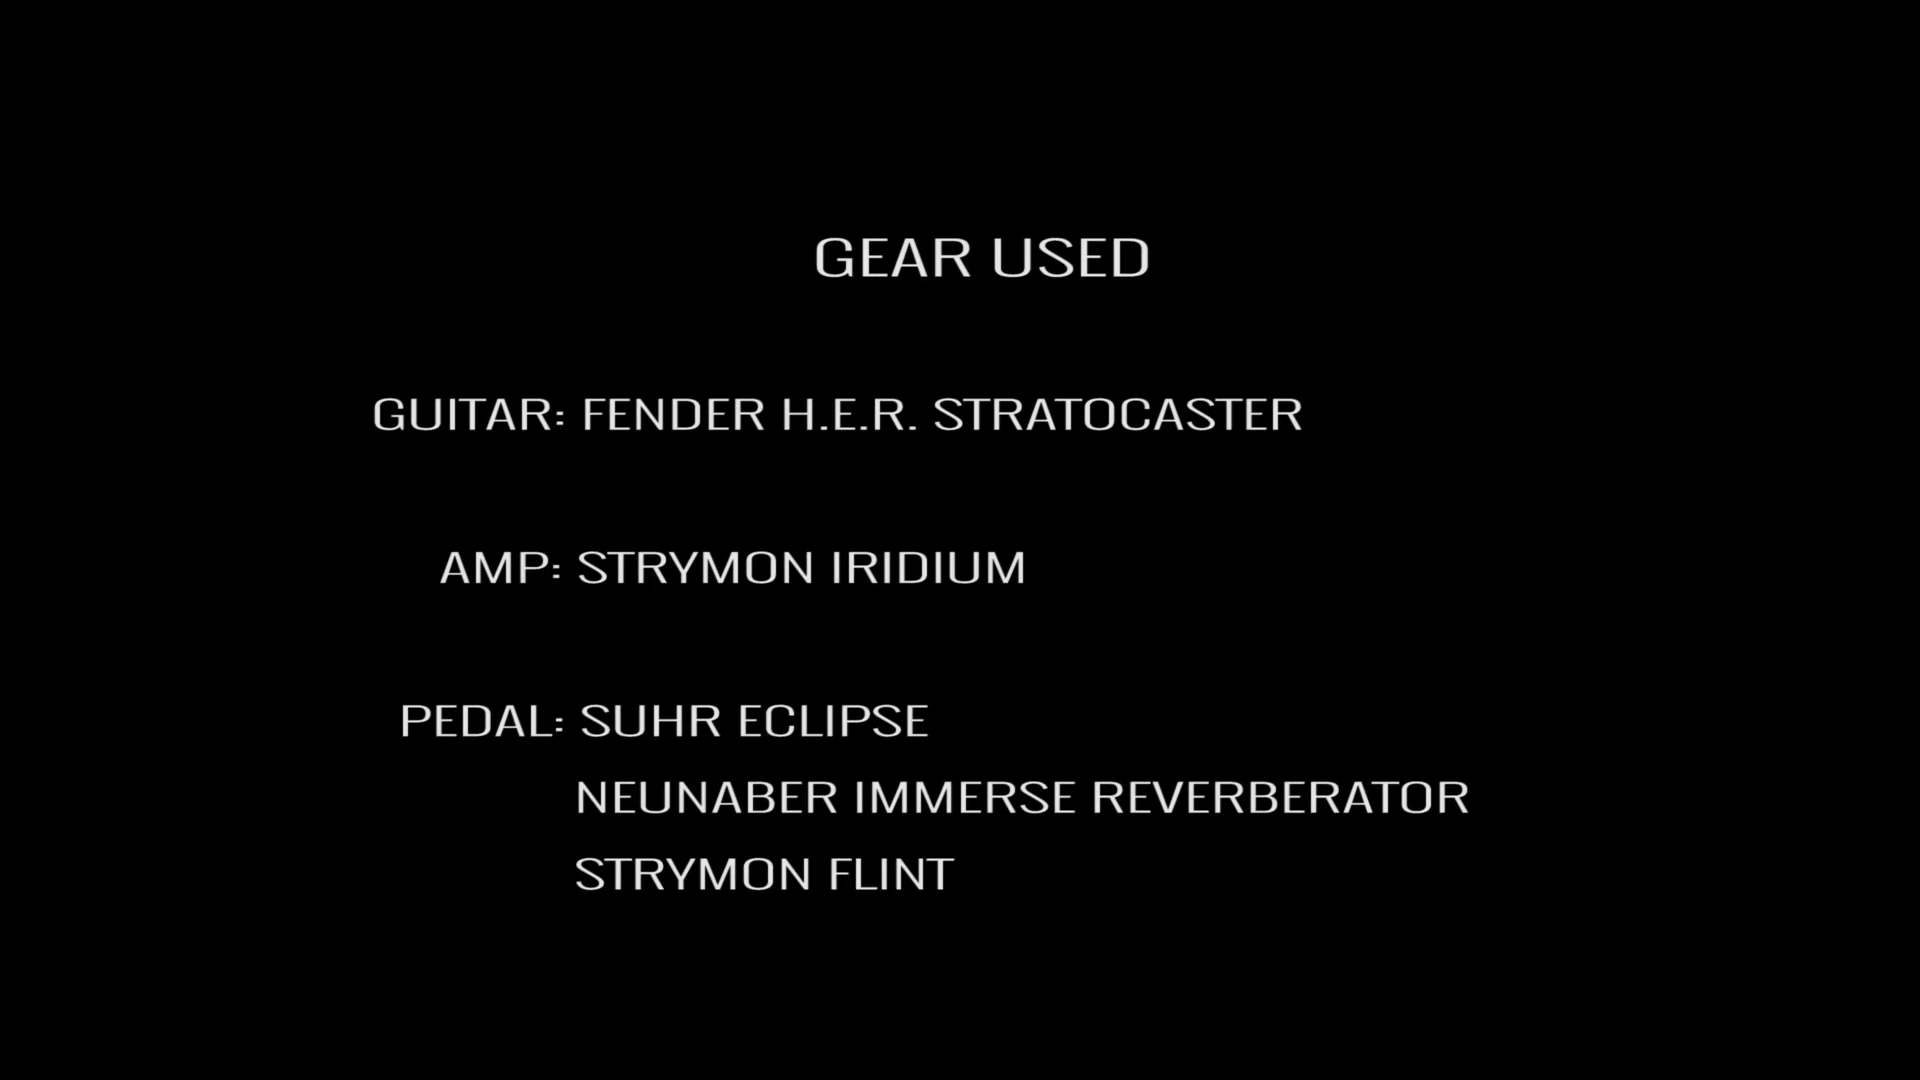 GEAR USED
GUITAR: FENDER H.E.R. STRATOCASTER
AMP: STRYMON IRIDIUM
PEDAL: SUHR ECLIPSE
NEUNABER IMMERSE REVERBERATOR
STRYMON FLINT